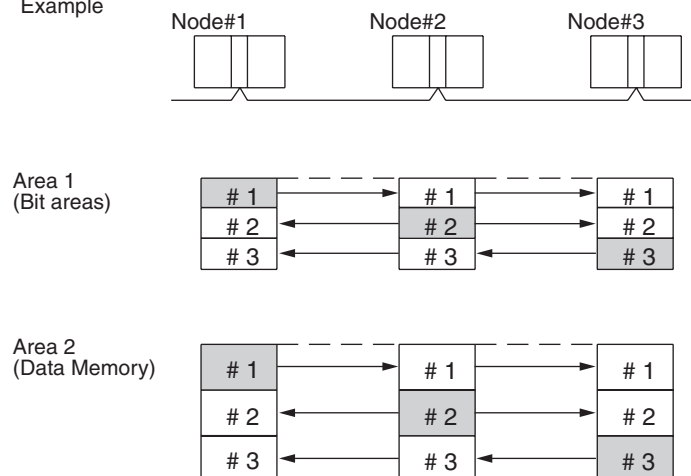 Example
Node#1 Node#2 Node#3
Area 1
(Bit areas)
# 1 # 1 # 1
# 2 # 2 # 2
# 3 # 3 # 3
Area 2
(Data Memory)
# 1 # 1 # 1
# 2 # 2 # 2
# 3 # 3 # 3